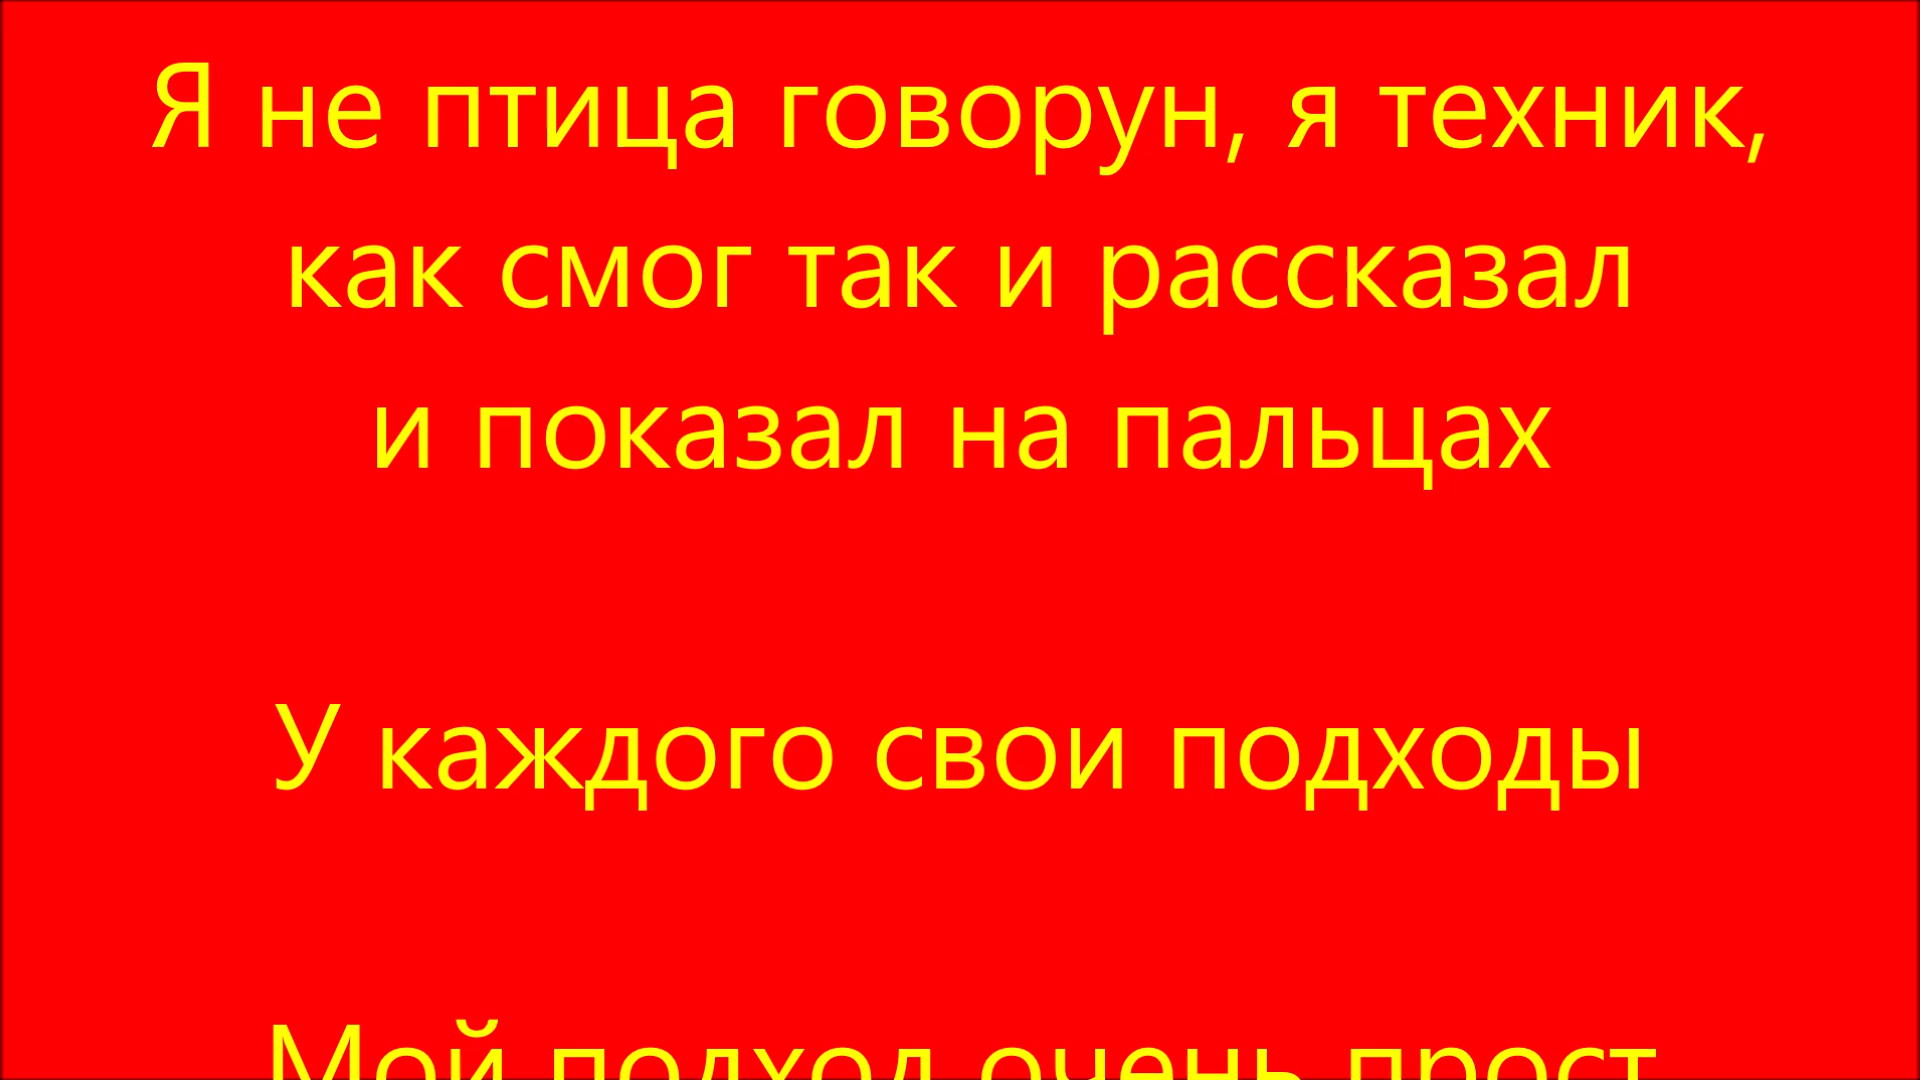 Я не птица говорун, я техник,
как смог так и рассказал
и показал на пальцах
У каждого свои подходы
Мой подход очень прост